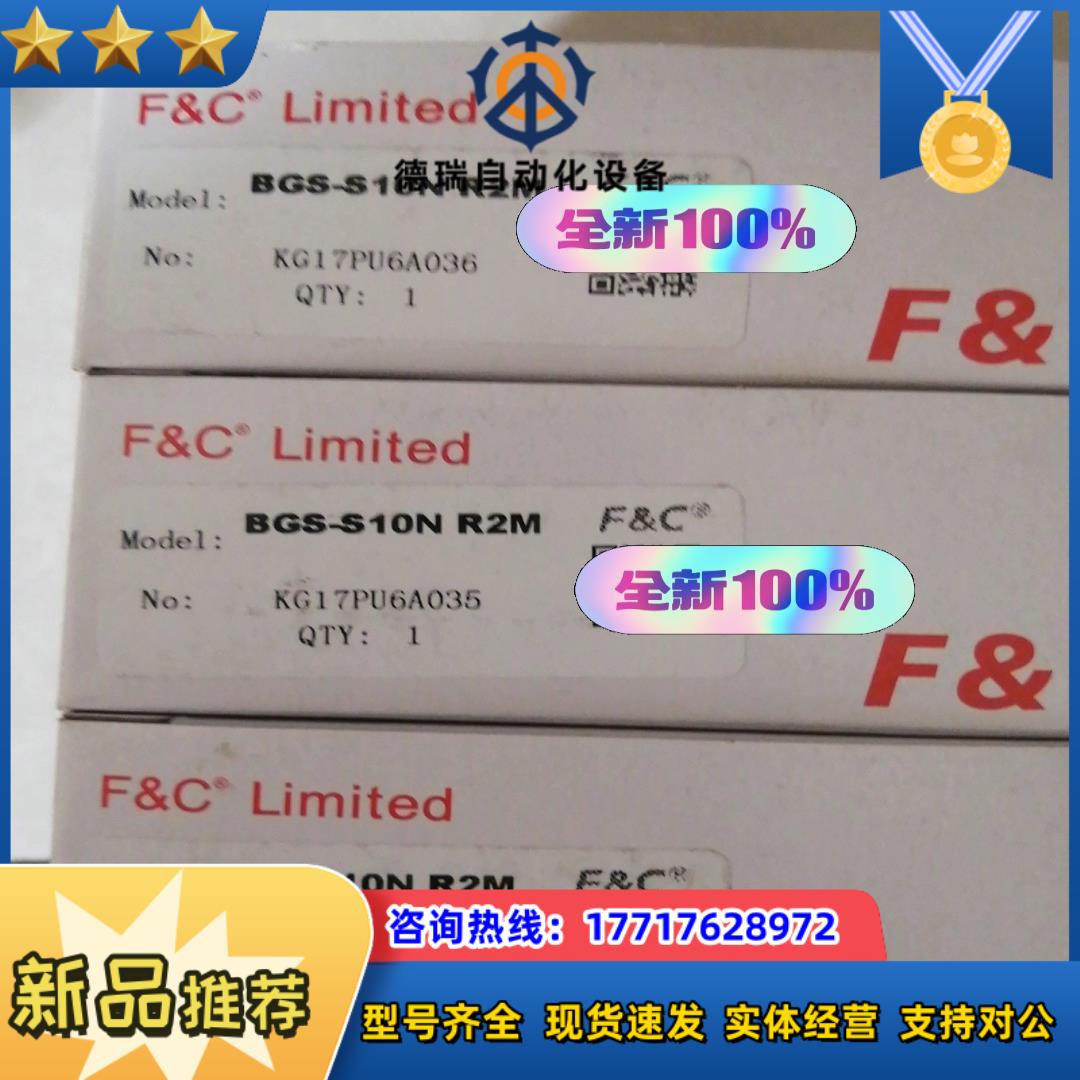 F&C® Limited
德瑞自动化设备
Model: BGS-S10N R2M
全新100%
No: KG17PU6A036
QTY: 1
F&
F&C® Limited
Model: BGS-S10N R2M F&C®
全新100%
No: KG17PU6A035
QTY: 1
F&
F&C® Limited
10N R2M F&C®
咨询热线：17717628972
新品推荐
型号齐全 现货速发 实体经营 支持对公